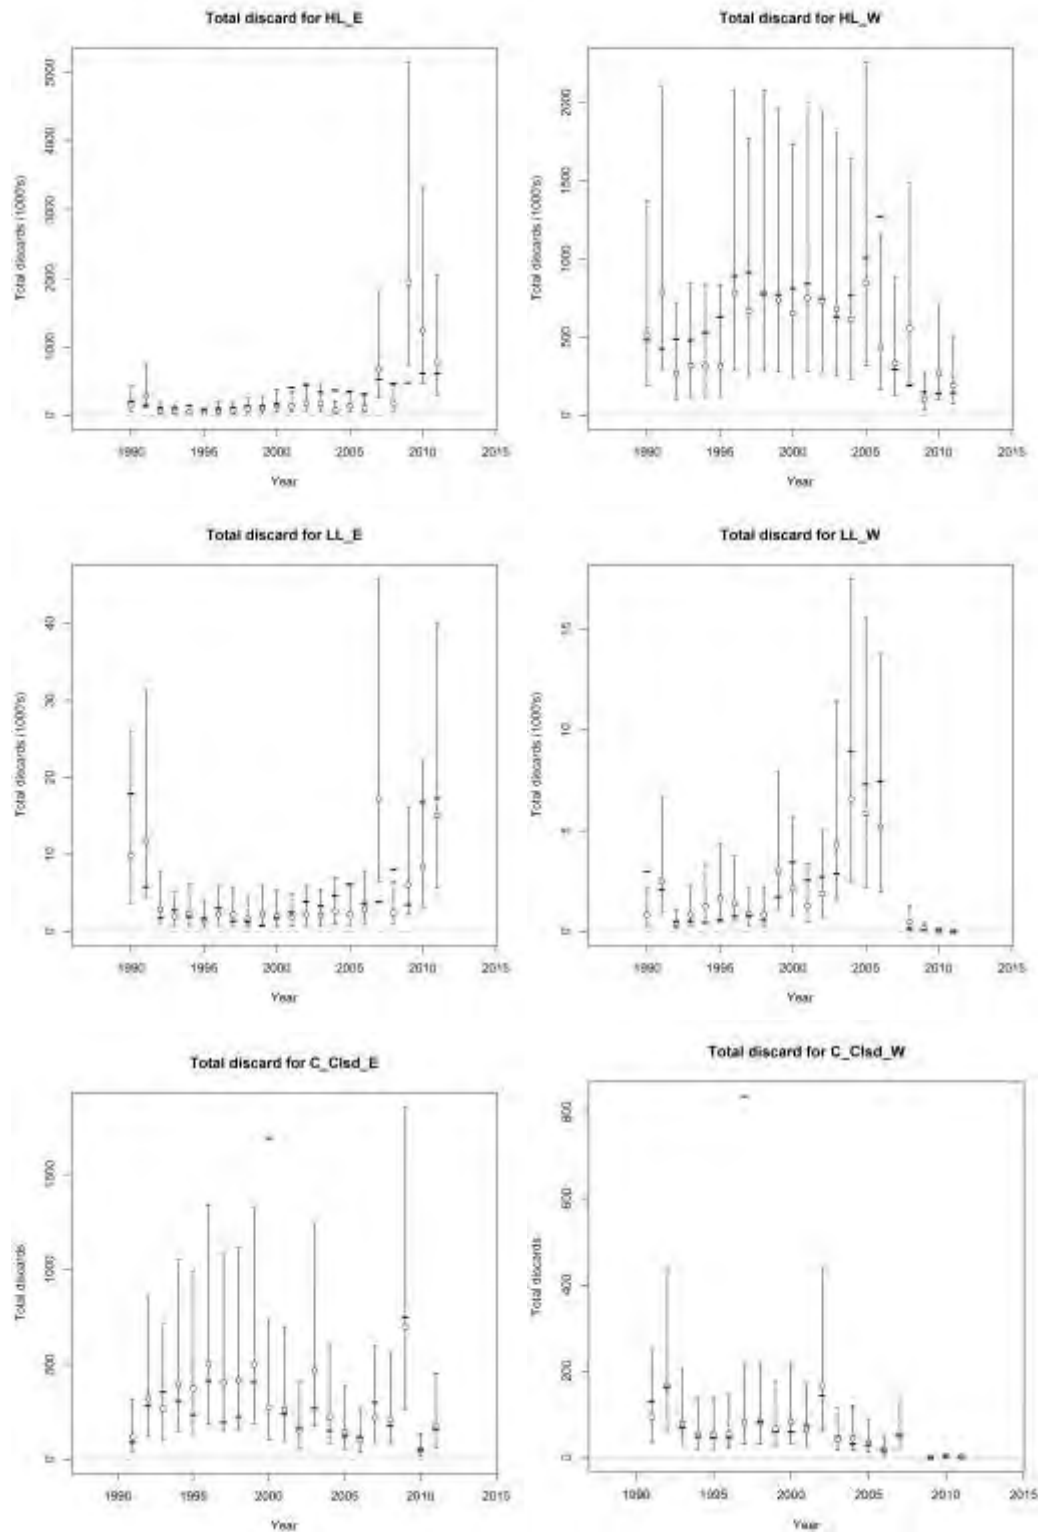 Total discard for HL_E
Total discards (1000's)
5000
4000
3000
2000
1000
0
1990 1995 2000 2005 2010 2015
Year
Total discard for HL_W
Total discards (1000's)
2000
1500
1000
500
0
1990 1995 2000 2005 2010 2015
Year
Total discard for LL_E
Total discards (1000's)
40
30
20
10
0
1990 1995 2000 2005 2010 2015
Year
Total discard for LL_W
Total discards (1000's)
15
10
5
0
1990 1995 2000 2005 2010 2015
Year
Total discard for C_Clsd_E
Total discards
1500
1000
500
0
1990 1995 2000 2005 2010 2015
Year
Total discard for C_Clsd_W
Total discards
800
600
400
200
0
1990 1995 2000 2005 2010 2015
Year